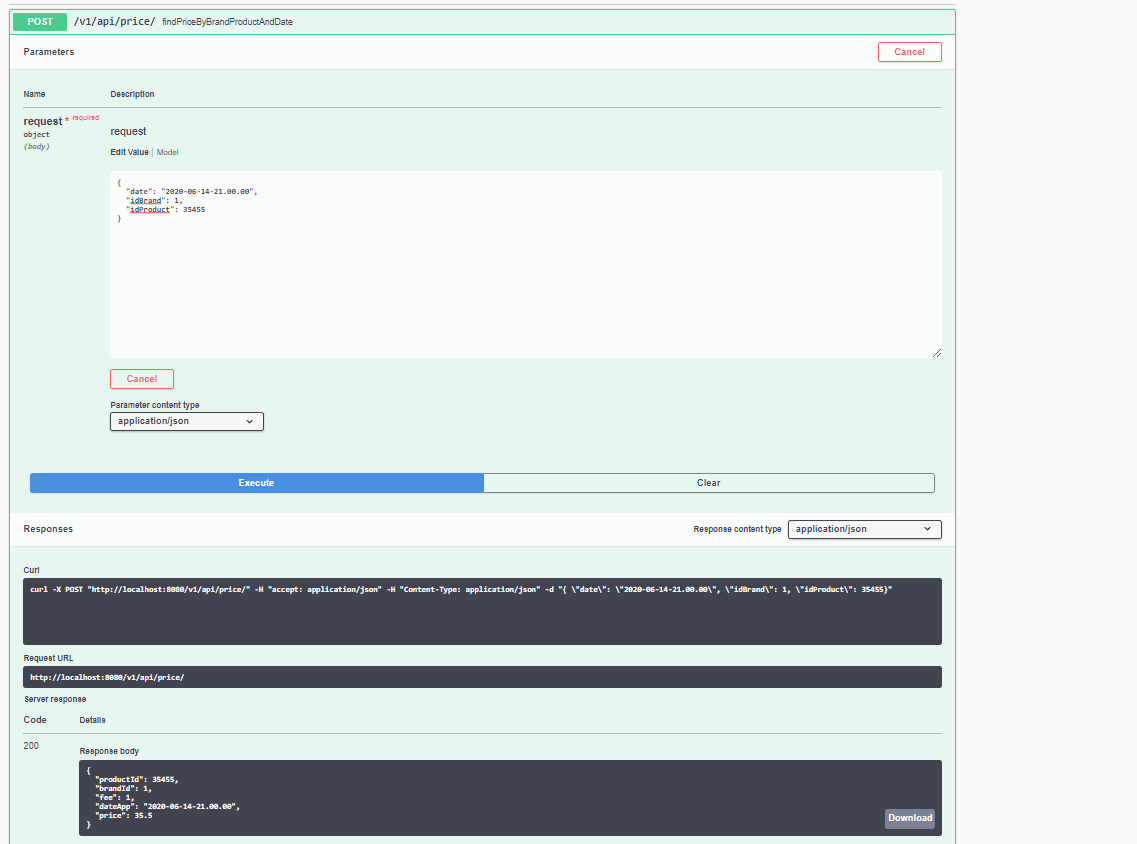 POST /v1/api/price/ findPriceByBrandProductAndDate
Parameters
Cancel
Name Description
request * required
object
(body)
request
Edit Value | Model
{
"date": "2020-06-14-21.00.00",
"idBrand": 1,
"idProduct": 35455
}
Cancel
Parameter content type
application/json
Execute
Clear
Responses
Response content type application/json
Curl
curl -X POST "http://localhost:8080/v1/api/price/" -H "accept: application/json" -H "Content-Type: application/json" -d "{ \"date\": \"2020-06-14-21.00.00\", \"idBrand\": 1, \"idProduct\": 35455}"
Request URL
http://localhost:8080/v1/api/price/
Server response
Code Details
200
Response body
{
"productId": 35455,
"brandId": 1,
"fee": 1,
"dateApp": "2020-06-14-21.00.00",
"price": 35.5
}
Download